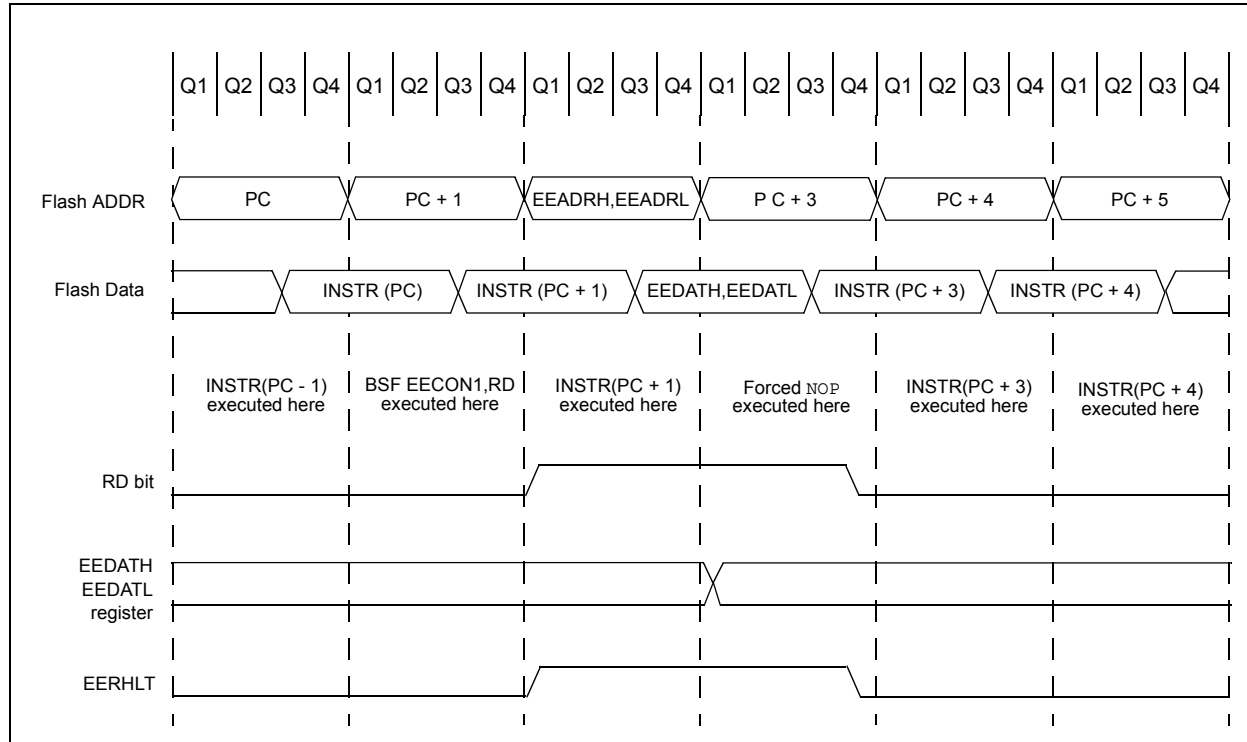 Q1 Q2 Q3 Q4 Q1 Q2 Q3 Q4 Q1 Q2 Q3 Q4 Q1 Q2 Q3 Q4 Q1 Q2 Q3 Q4 Q1 Q2 Q3 Q4
Flash ADDR PC PC + 1 EEADRH,EEADRL P C + 3 PC + 4 PC + 5
Flash Data INSTR (PC) INSTR (PC + 1) EEDATH,EEDATL INSTR (PC + 3) INSTR (PC + 4)
INSTR(PC - 1)
executed here
BSF EECON1,RD
executed here
INSTR(PC + 1)
executed here
Forced NOP
executed here
INSTR(PC + 3)
executed here
INSTR(PC + 4)
executed here
RD bit
EEDATH
EEDATL
register
EERHLT